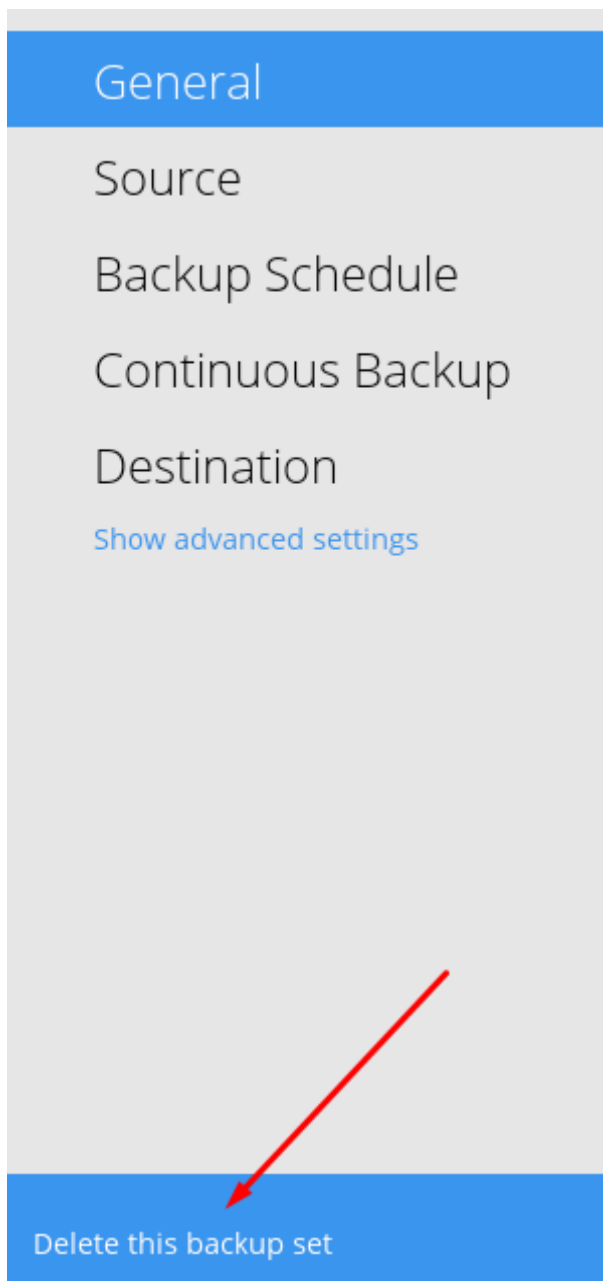 General
Source
Backup Schedule
Continuous Backup
Destination
Show advanced settings
Delete this backup set